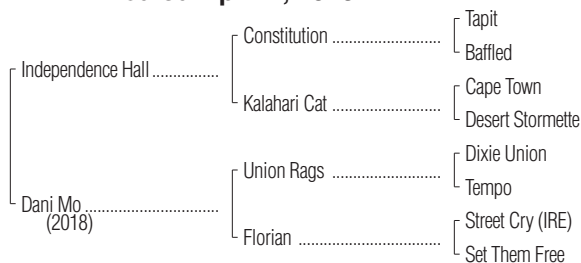 Constitution
Tapit
Baffled
Independence Hall
Kalahari Cat
Cape Town
Desert Stormette
Union Rags
Dixie Union
Tempo
Dani Mo
(2018)
Florian
Street Cry (IRE)
Set Them Free